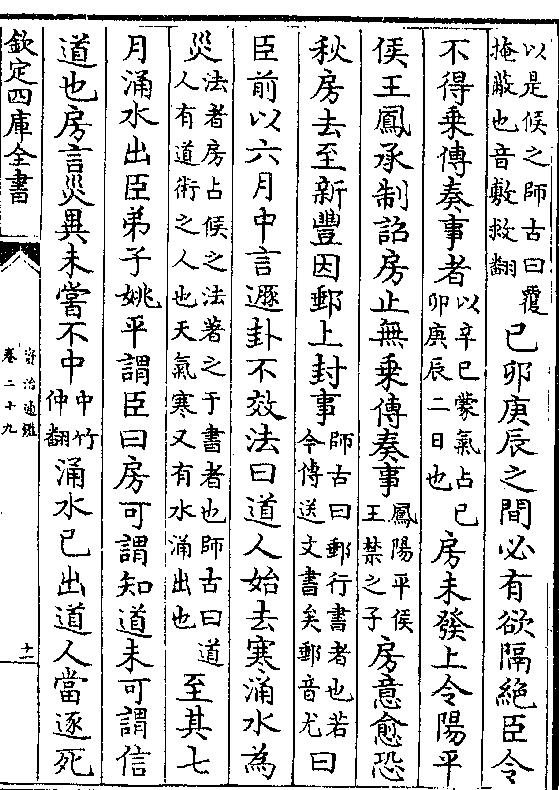 以是候之師古曰覆
掩蔽也音敷救翻
己卯庚辰之間必有欲隔絶臣令
不得乗傳奏事者
以辛巳蒙氣占己
卯庚辰二日也
房未發上令陽平
侯王鳳承制詔房止無乗傳奏事
鳳陽平侯
王禁之子
房意愈恐
秋房去至新豐因郵上封事
師古曰郵行書者也若
今傳送文書矣郵音尤
曰
臣前以六月中言遯卦不效法曰道人始去寒涌水為
災
法者房占候之法著之于書者也師古曰道
人有道術之人也天氣寒又有水涌出也
至其七
月涌水出臣弟子姚平謂臣曰房可謂知道未可謂信
道也房言災異未嘗不中
中竹
仲翻
涌水已出道人當逐死
欽定四庫全書
資治通鑑
卷二十九
十一